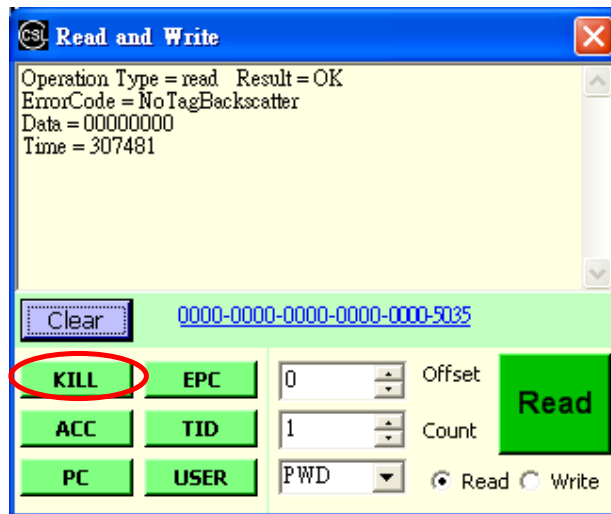 CSL Read and Write
Operation Type = read Result = OK
ErrorCode = NoTagBackscatter
Data = 00000000
Time = 307481
Clear 0000-0000-0000-0000-0000-5035
KILL EPC 0 Offset Read
ACC TID 1 Count
PC USER PWD Read Write